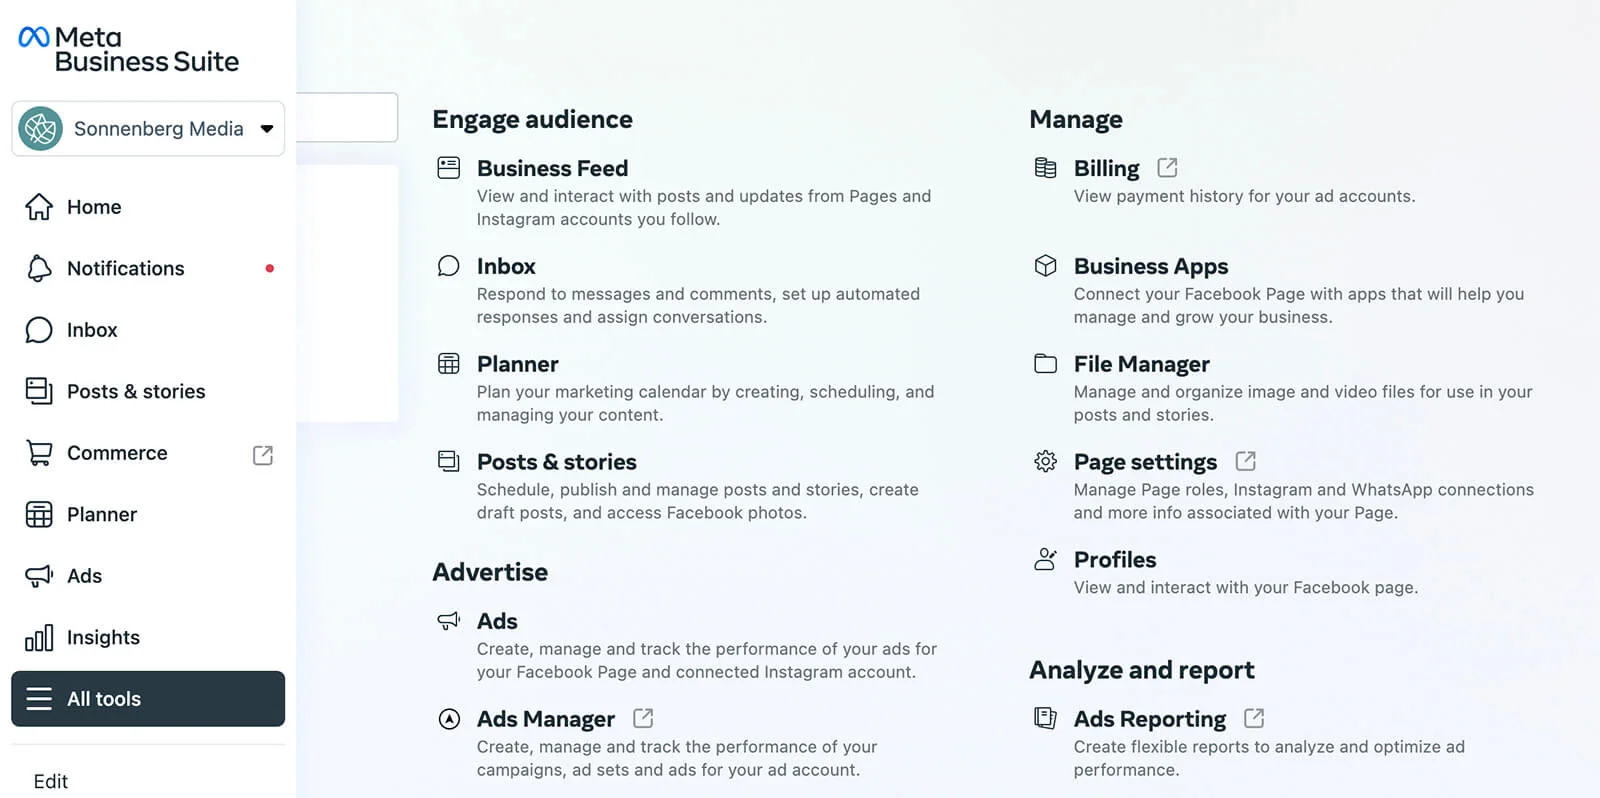 Meta
Business Suite
Sonnenberg Media
Home
Notifications
Inbox
Posts & stories
Commerce
Planner
Ads
Insights
All tools
Edit
Engage audience
Business Feed
View and interact with posts and updates from Pages and
Instagram accounts you follow.
Inbox
Respond to messages and comments, set up automated
responses and assign conversations.
Planner
Plan your marketing calendar by creating, scheduling, and
managing your content.
Posts & stories
Schedule, publish and manage posts and stories, create
draft posts, and access Facebook photos.
Advertise
Ads
Create, manage and track the performance of your ads for
your Facebook Page and connected Instagram account.
Ads Manager
Create, manage and track the performance of your
campaigns, ad sets and ads for your ad account.
Manage
Billing
View payment history for your ad accounts.
Business Apps
Connect your Facebook Page with apps that will help you
manage and grow your business.
File Manager
Manage and organize image and video files for use in your
posts and stories.
Page settings
Manage Page roles, Instagram and WhatsApp connections
and more info associated with your Page.
Profiles
View and interact with your Facebook page.
Analyze and report
Ads Reporting
Create flexible reports to analyze and optimize ad
performance.